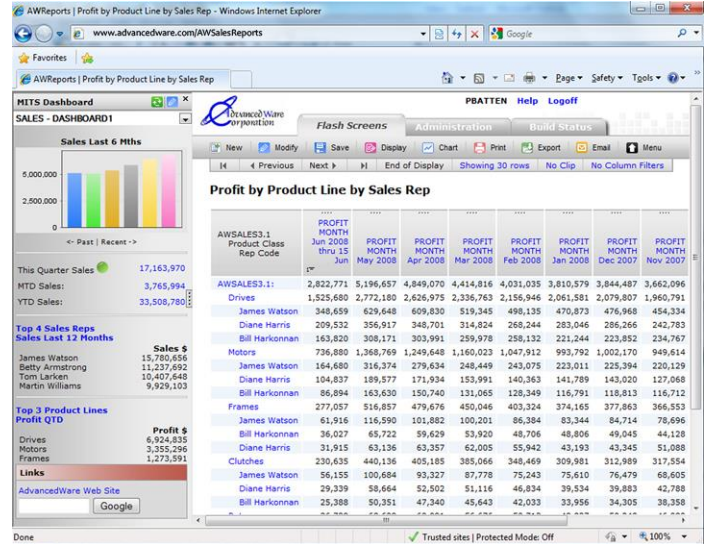 AWReports | Profit by Product Line by Sales Rep - Windows Internet Explorer
www.advancedware.com/AWSalesReports
Google
Favorites
AWReports | Profit by Product Line by Sales Rep
Page Safety Tools
MITS Dashboard
SALES - DASHBOARD1
Sales Last 6 Mths
5,000,000
2,500,000
0
<- Past | Recent ->
This Quarter Sales 17,163,970
MTD Sales: 3,765,994
YTD Sales: 33,508,780
Top 4 Sales Reps
Sales Last 12 Months
Sales $
James Watson 15,780,656
Betty Armstrong 11,237,692
Tom Larken 10,407,648
Martin Williams 9,929,103
Top 3 Product Lines
Profit QTD
Profit $
Drives 6,924,835
Motors 3,355,296
Frames 1,273,591
Links
AdvancedWare Web Site
Google
Advanced Ware
Corporation
PBATTEN Help Logoff
Flash Screens Administration Build Status
New Modify Save Display Chart Print Export Email Menu
Previous Next End of Display Showing 30 rows No Clip No Column Filters
Profit by Product Line by Sales Rep
AWSALES3.1
Product Class
Rep Code
PROFIT MONTH Jun 2008 thru 15 Jun
PROFIT MONTH May 2008
PROFIT MONTH Apr 2008
PROFIT MONTH Mar 2008
PROFIT MONTH Feb 2008
PROFIT MONTH Jan 2008
PROFIT MONTH Dec 2007
PROFIT MONTH Nov 2007
AWSALES3.1: 2,822,771 5,196,657 4,849,070 4,414,816 4,031,035 3,810,579 3,844,487 3,662,096
Drives 1,525,680 2,772,180 2,626,975 2,336,763 2,156,946 2,061,581 2,079,807 1,960,791
James Watson 348,659 629,648 609,830 519,345 498,135 470,873 476,968 454,334
Diane Harris 209,532 356,917 348,701 314,824 268,244 283,046 286,266 242,783
Bill Harkonnan 163,820 308,171 303,991 259,978 258,132 221,244 223,852 234,767
Motors 736,880 1,368,769 1,249,648 1,160,023 1,047,912 993,792 1,002,170 949,614
James Watson 164,680 316,374 279,634 248,449 243,075 223,011 225,394 220,129
Diane Harris 104,837 189,577 171,934 153,991 140,363 141,789 143,020 127,068
Bill Harkonnan 86,894 163,630 150,740 131,065 128,349 116,791 118,813 116,712
Frames 277,057 516,857 479,676 450,046 403,324 374,165 377,863 366,553
James Watson 61,916 116,590 101,882 100,201 86,384 83,344 84,714 78,696
Bill Harkonnan 36,027 65,722 59,629 53,920 48,706 48,806 49,045 44,128
Diane Harris 31,915 63,136 63,357 62,005 55,942 43,193 43,345 51,088
Clutches 230,635 440,136 405,185 385,066 348,469 309,981 312,989 317,554
James Watson 56,155 100,684 93,327 87,778 75,243 75,610 76,479 68,605
Diane Harris 29,339 58,664 52,502 51,116 46,834 39,534 39,883 42,788
Bill Harkonnan 25,388 50,351 47,340 45,643 42,033 33,956 34,305 38,358
Done
Trusted sites | Protected Mode: Off
100%